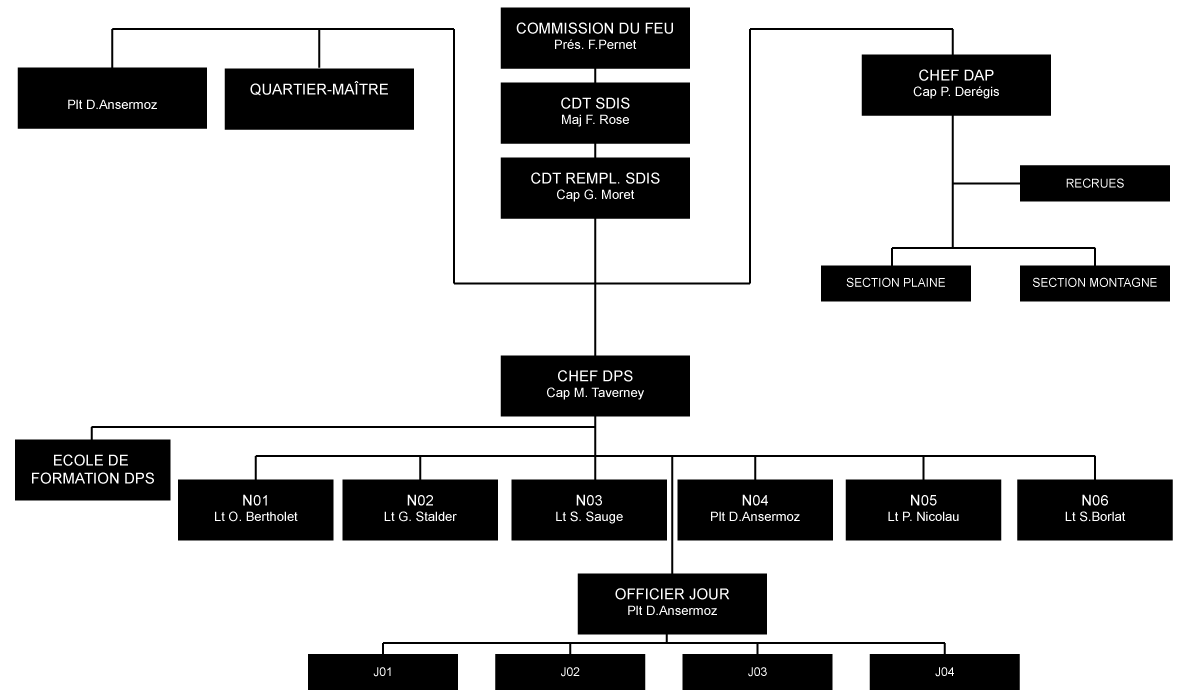 COMMISSION DU FEU
Prés. F.Pernet
Plt D.Ansermoz
QUARTIER-MAÎTRE
CDT SDIS
Maj F. Rose
CHEF DAP
Cap P. Derégis
CDT REMPL. SDIS
Cap G. Moret
RECRUES
SECTION PLAINE
SECTION MONTAGNE
CHEF DPS
Cap M. Taverney
ECOLE DE
FORMATION DPS
N01
Lt O. Bertholet
N02
Lt G. Stalder
N03
Lt S. Sauge
N04
Plt D.Ansermoz
N05
Lt P. Nicolau
N06
Lt S.Borlat
OFFICIER JOUR
Plt D.Ansermoz
J01
J02
J03
J04